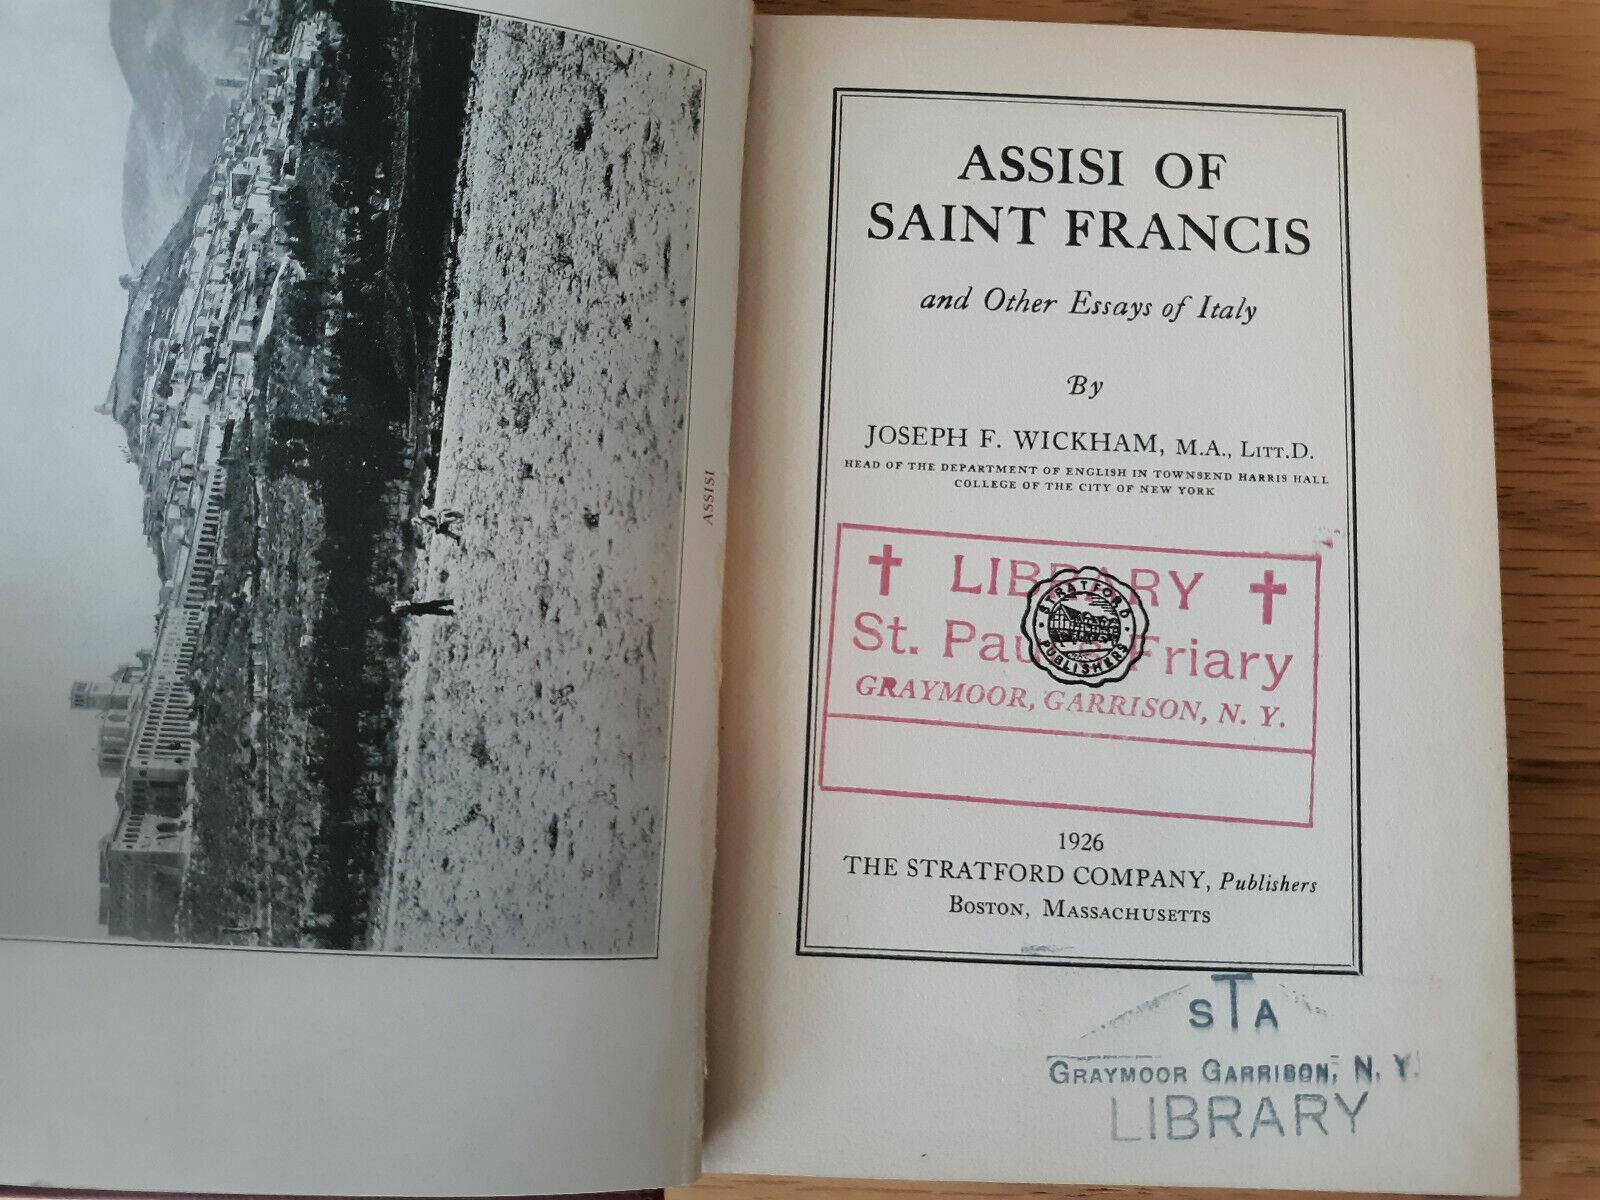 ASSISI
ASSISI OF
SAINT FRANCIS
and Other Essays of Italy
By
JOSEPH F. WICKHAM, M.A., LITT.D.
HEAD OF THE DEPARTMENT OF ENGLISH IN TOWNSEND HARRIS HALL
COLLEGE OF THE CITY OF NEW YORK
LIBRARY
St. Paul's Friary
GRAYMOOR, GARRISON, N. Y.
STRATFORD
PUBLISHERS
1926
THE STRATFORD COMPANY, Publishers
BOSTON, MASSACHUSETTS
STA
GRAYMOOR GARRISON, N. Y.
LIBRARY